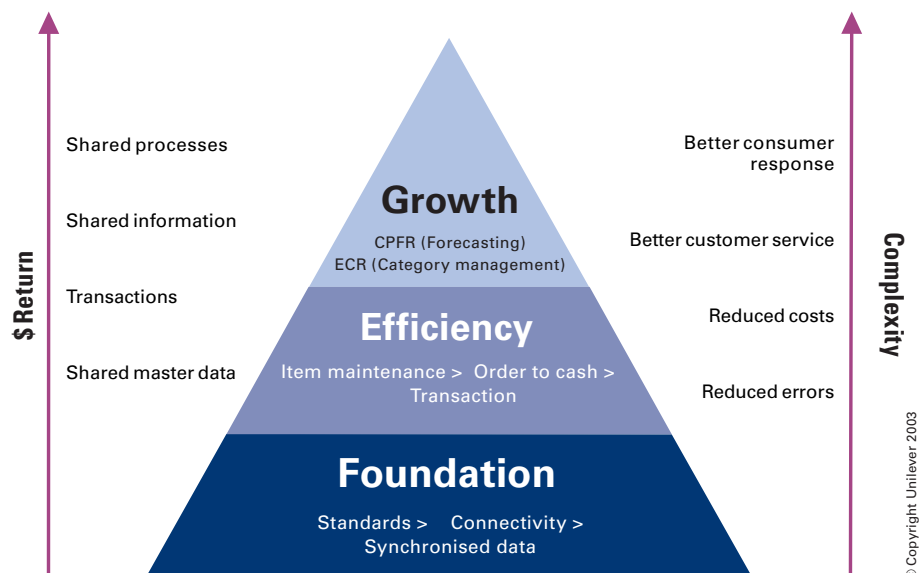 $ Return
Shared processes
Shared information
Transactions
Shared master data
Growth
CPFR (Forecasting)
ECR (Category management)
Efficiency
Item maintenance > Order to cash >
Transaction
Foundation
Standards > Connectivity >
Synchronised data
Better consumer
response
Better customer service
Reduced costs
Reduced errors
Complexity
© Copyright Unilever 2003